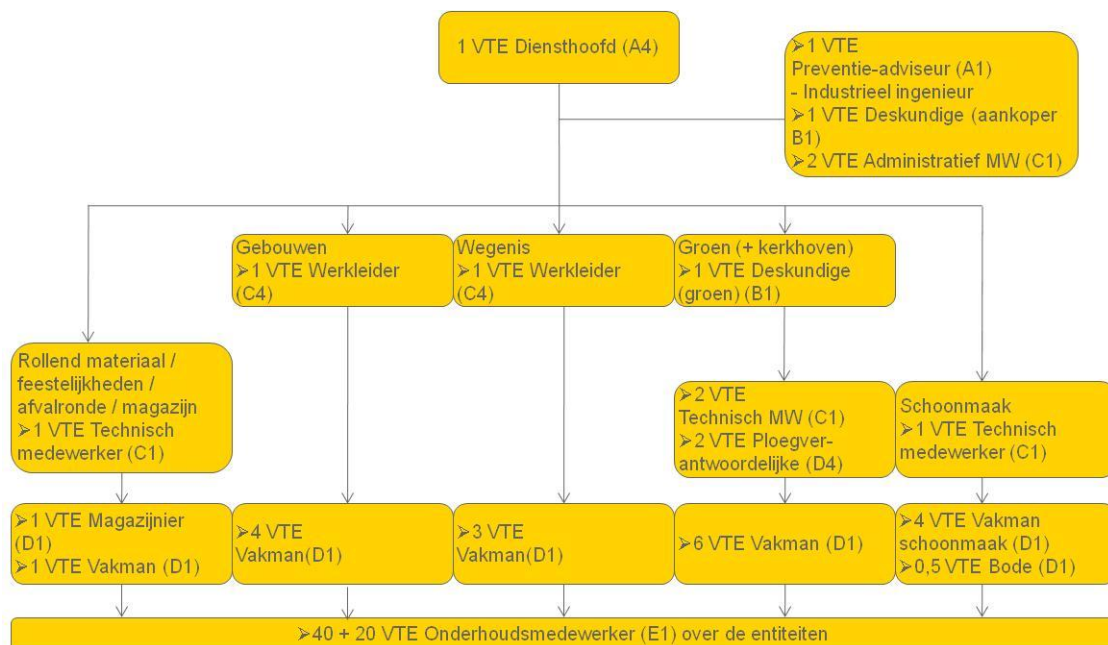 1 VTE Diensthoofd (A4)
➢1 VTE
Preventie-adviseur (A1)
- Industrieel ingenieur
➢1 VTE Deskundige (aankoper
B1)
➢2 VTE Administratief MW (C1)
Gebouwen
➢1 VTE Werkleider
(C4)
Wegenis
➢1 VTE Werkleider
(C4)
Groen (+ kerkhoven)
➢1 VTE Deskundige
(groen) (B1)
Rollend materiaal /
feestelijkheden /
afvalronde / magazijn
➢1 VTE Technisch
medewerker (C1)
➢2 VTE
Technisch MW (C1)
➢2 VTE Ploegver-
antwoordelijke (D4)
Schoonmaak
➢1 VTE Technisch
medewerker (C1)
➢1 VTE Magazijnier
(D1)
➢1 VTE Vakman (D1)
➢4 VTE
Vakman(D1)
➢3 VTE
Vakman(D1)
➢6 VTE Vakman (D1)
➢4 VTE Vakman
schoonmaak (D1)
➢0,5 VTE Bode (D1)
➢40 + 20 VTE Onderhoudsmedewerker (E1) over de entiteiten